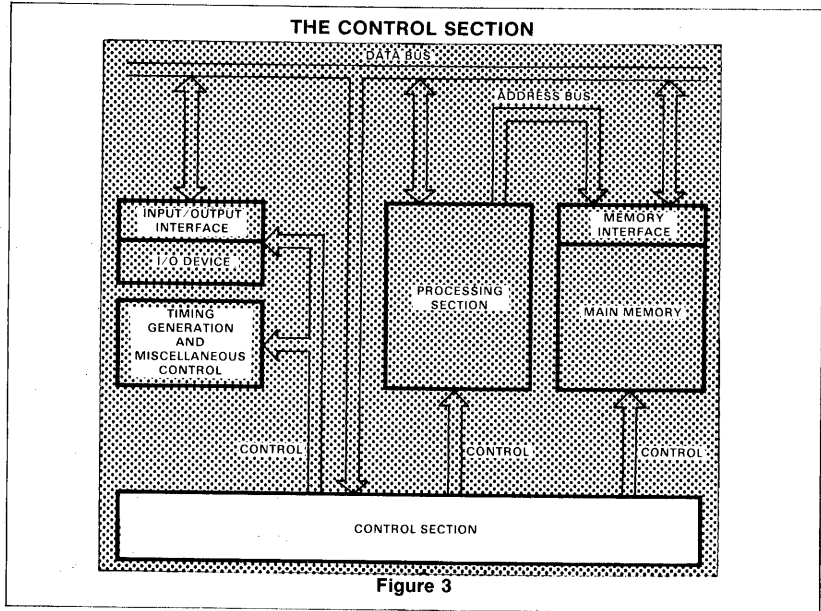 THE CONTROL SECTION
DATA BUS
ADDRESS BUS
INPUT/OUTPUT
INTERFACE
I/O DEVICE
TIMING
GENERATION
AND
MISCELLANEOUS
CONTROL
PROCESSING
SECTION
MEMORY
INTERFACE
MAIN MEMORY
CONTROL
CONTROL
CONTROL
CONTROL SECTION
Figure 3